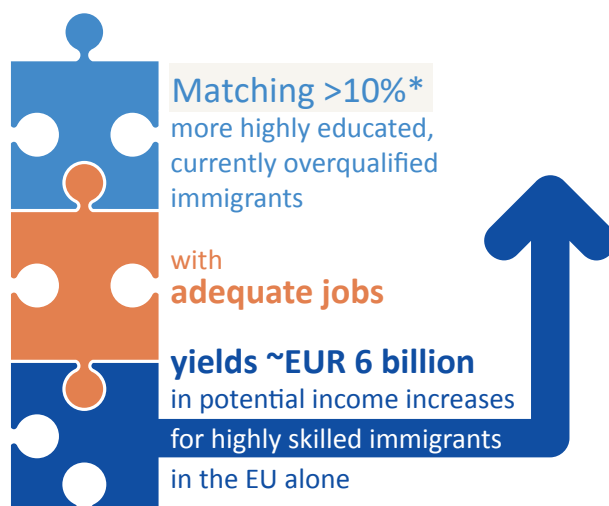 Matching >10%*
more highly educated,
currently overqualified
immigrants
with
adequate jobs
yields ~EUR 6 billion
in potential income increases
for highly skilled immigrants
in the EU alone